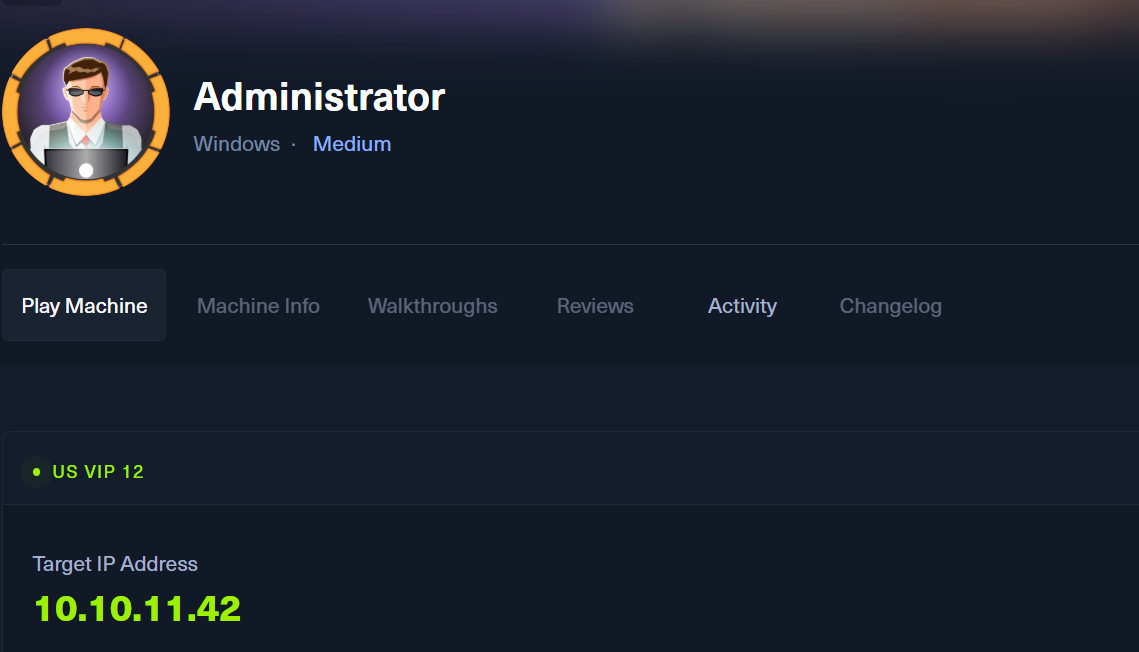 Administrator
Windows · Medium
Play Machine Machine Info Walkthroughs Reviews Activity Changelog
US VIP 12
Target IP Address
10.10.11.42